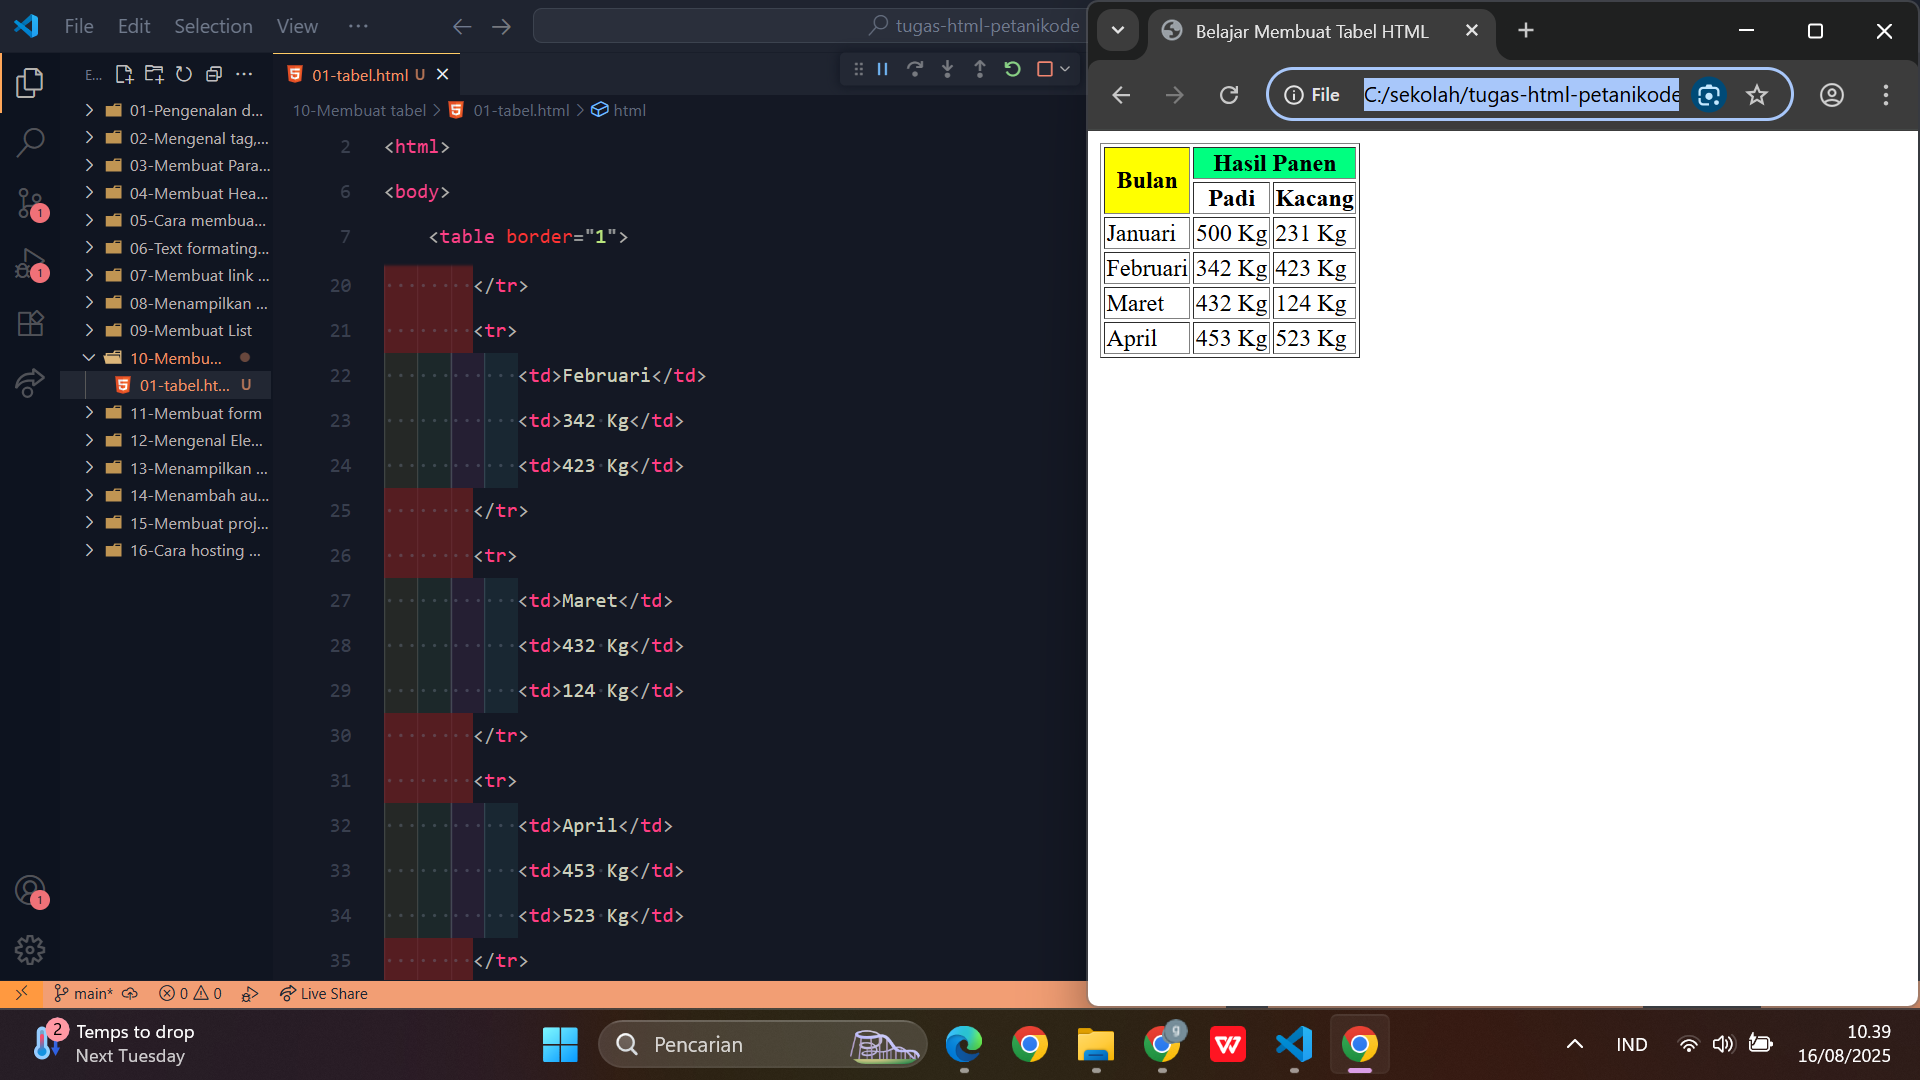 File Edit Selection View ···
tugas-html-petanikode
E...
01-Pengenalan d...
02-Mengenal tag,...
03-Membuat Para...
04-Membuat Hea...
05-Cara membua...
06-Text formating...
07-Membuat link ...
08-Menampilkan ...
09-Membuat List
10-Membu...
01-tabel.ht... U
11-Membuat form
12-Mengenal Ele...
13-Menampilkan ...
14-Menambah au...
15-Membuat proj...
16-Cara hosting ...
01-tabel.html U
10-Membuat tabel > 01-tabel.html > html
2 <html>
6 <body>
7 <table border="1">
20 </tr>
21 <tr>
22 <td>Februari</td>
23 <td>342 Kg</td>
24 <td>423 Kg</td>
25 </tr>
26 <tr>
27 <td>Maret</td>
28 <td>432 Kg</td>
29 <td>124 Kg</td>
30 </tr>
31 <tr>
32 <td>April</td>
33 <td>453 Kg</td>
34 <td>523 Kg</td>
35 </tr>
1
1
1
main* 0 0 Live Share
Belajar Membuat Tabel HTML
File C:/sekolah/tugas-html-petanikode
Bulan Hasil Panen
Padi Kacang
Januari 500 Kg 231 Kg
Februari 342 Kg 423 Kg
Maret 432 Kg 124 Kg
April 453 Kg 523 Kg
2
Temps to drop
Next Tuesday
Pencarian
g
W
IND
10.39
16/08/2025